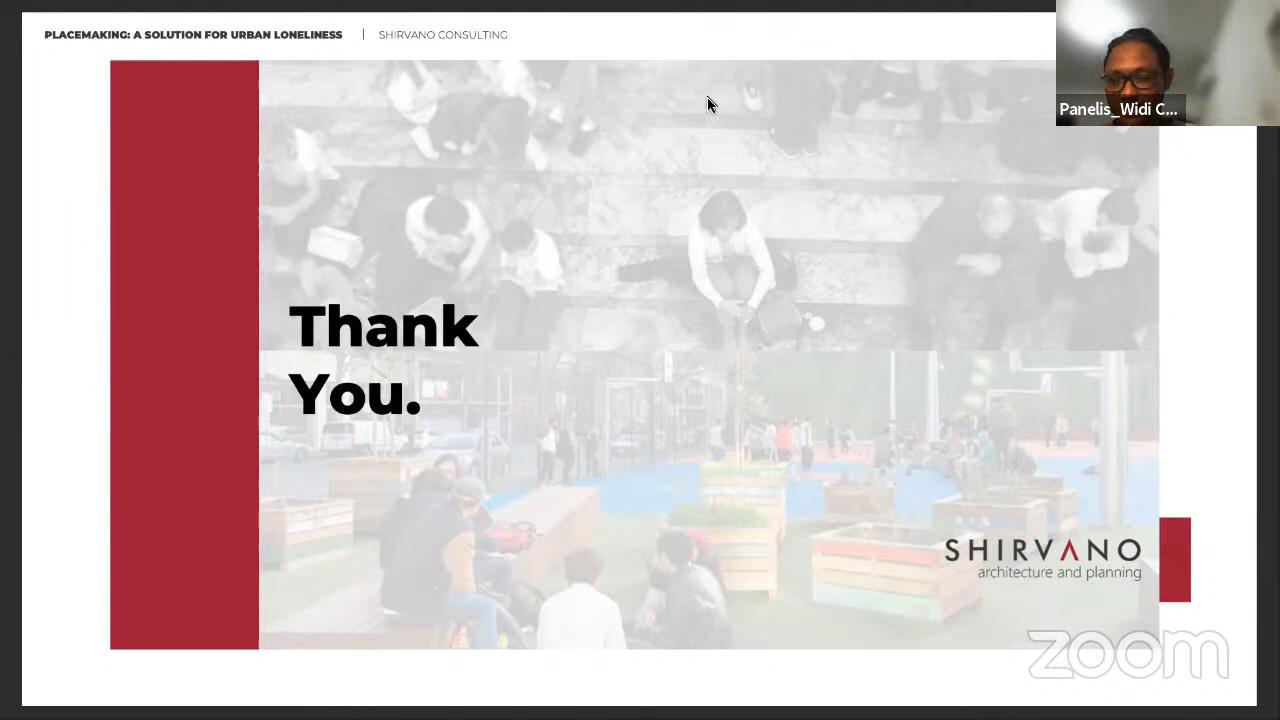 PLACEMAKING: A SOLUTION FOR URBAN LONELINESS | SHIRVANO CONSULTING
Panelis_Widi C...
Thank
You.
SHIRVANO
architecture and planning
zoom